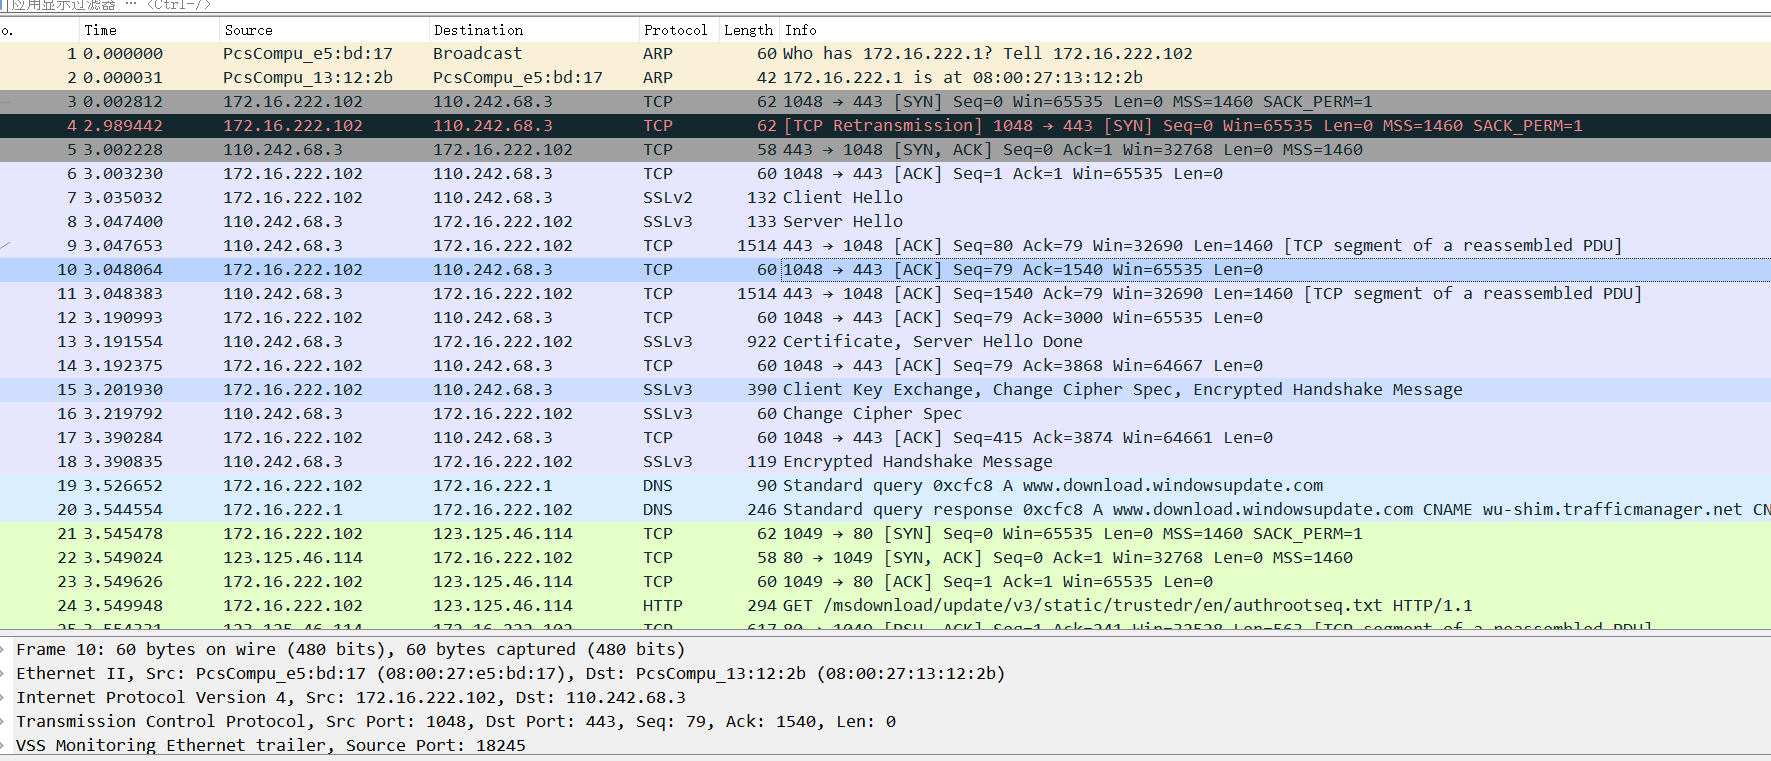 应用显示过滤器 … <Ctrl-/>
o. Time Source Destination Protocol Length Info
1 0.000000 PcsCompu_e5:bd:17 Broadcast ARP 60 Who has 172.16.222.1? Tell 172.16.222.102
2 0.000031 PcsCompu_13:12:2b PcsCompu_e5:bd:17 ARP 42 172.16.222.1 is at 08:00:27:13:12:2b
3 0.002812 172.16.222.102 110.242.68.3 TCP 62 1048 → 443 [SYN] Seq=0 Win=65535 Len=0 MSS=1460 SACK_PERM=1
4 2.989442 172.16.222.102 110.242.68.3 TCP 62 [TCP Retransmission] 1048 → 443 [SYN] Seq=0 Win=65535 Len=0 MSS=1460 SACK_PERM=1
5 3.002228 110.242.68.3 172.16.222.102 TCP 58 443 → 1048 [SYN, ACK] Seq=0 Ack=1 Win=32768 Len=0 MSS=1460
6 3.003230 172.16.222.102 110.242.68.3 TCP 60 1048 → 443 [ACK] Seq=1 Ack=1 Win=65535 Len=0
7 3.035032 172.16.222.102 110.242.68.3 SSLv2 132 Client Hello
8 3.047400 110.242.68.3 172.16.222.102 SSLv3 133 Server Hello
9 3.047653 110.242.68.3 172.16.222.102 TCP 1514 443 → 1048 [ACK] Seq=80 Ack=79 Win=32690 Len=1460 [TCP segment of a reassembled PDU]
10 3.048064 172.16.222.102 110.242.68.3 TCP 60 1048 → 443 [ACK] Seq=79 Ack=1540 Win=65535 Len=0
11 3.048383 110.242.68.3 172.16.222.102 TCP 1514 443 → 1048 [ACK] Seq=1540 Ack=79 Win=32690 Len=1460 [TCP segment of a reassembled PDU]
12 3.190993 172.16.222.102 110.242.68.3 TCP 60 1048 → 443 [ACK] Seq=79 Ack=3000 Win=65535 Len=0
13 3.191554 110.242.68.3 172.16.222.102 SSLv3 922 Certificate, Server Hello Done
14 3.192375 172.16.222.102 110.242.68.3 TCP 60 1048 → 443 [ACK] Seq=79 Ack=3868 Win=64667 Len=0
15 3.201930 172.16.222.102 110.242.68.3 SSLv3 390 Client Key Exchange, Change Cipher Spec, Encrypted Handshake Message
16 3.219792 110.242.68.3 172.16.222.102 SSLv3 60 Change Cipher Spec
17 3.390284 172.16.222.102 110.242.68.3 TCP 60 1048 → 443 [ACK] Seq=415 Ack=3874 Win=64661 Len=0
18 3.390835 110.242.68.3 172.16.222.102 SSLv3 119 Encrypted Handshake Message
19 3.526652 172.16.222.102 172.16.222.1 DNS 90 Standard query 0xcfc8 A www.download.windowsupdate.com
20 3.544554 172.16.222.1 172.16.222.102 DNS 246 Standard query response 0xcfc8 A www.download.windowsupdate.com CNAME wu-shim.trafficmanager.net CN
21 3.545478 172.16.222.102 123.125.46.114 TCP 62 1049 → 80 [SYN] Seq=0 Win=65535 Len=0 MSS=1460 SACK_PERM=1
22 3.549024 123.125.46.114 172.16.222.102 TCP 58 80 → 1049 [SYN, ACK] Seq=0 Ack=1 Win=32768 Len=0 MSS=1460
23 3.549626 172.16.222.102 123.125.46.114 TCP 60 1049 → 80 [ACK] Seq=1 Ack=1 Win=65535 Len=0
24 3.549948 172.16.222.102 123.125.46.114 HTTP 294 GET /msdownload/update/v3/static/trustedr/en/authrootseq.txt HTTP/1.1
25 3.554331 123.125.46.114 172.16.222.102 TCP 617 80 → 1049 [PSH, ACK] Seq=1 Ack=241 Win=32528 Len=563 [TCP segment of a reassembled PDU]
Frame 10: 60 bytes on wire (480 bits), 60 bytes captured (480 bits)
Ethernet II, Src: PcsCompu_e5:bd:17 (08:00:27:e5:bd:17), Dst: PcsCompu_13:12:2b (08:00:27:13:12:2b)
Internet Protocol Version 4, Src: 172.16.222.102, Dst: 110.242.68.3
Transmission Control Protocol, Src Port: 1048, Dst Port: 443, Seq: 79, Ack: 1540, Len: 0
VSS Monitoring Ethernet trailer, Source Port: 18245